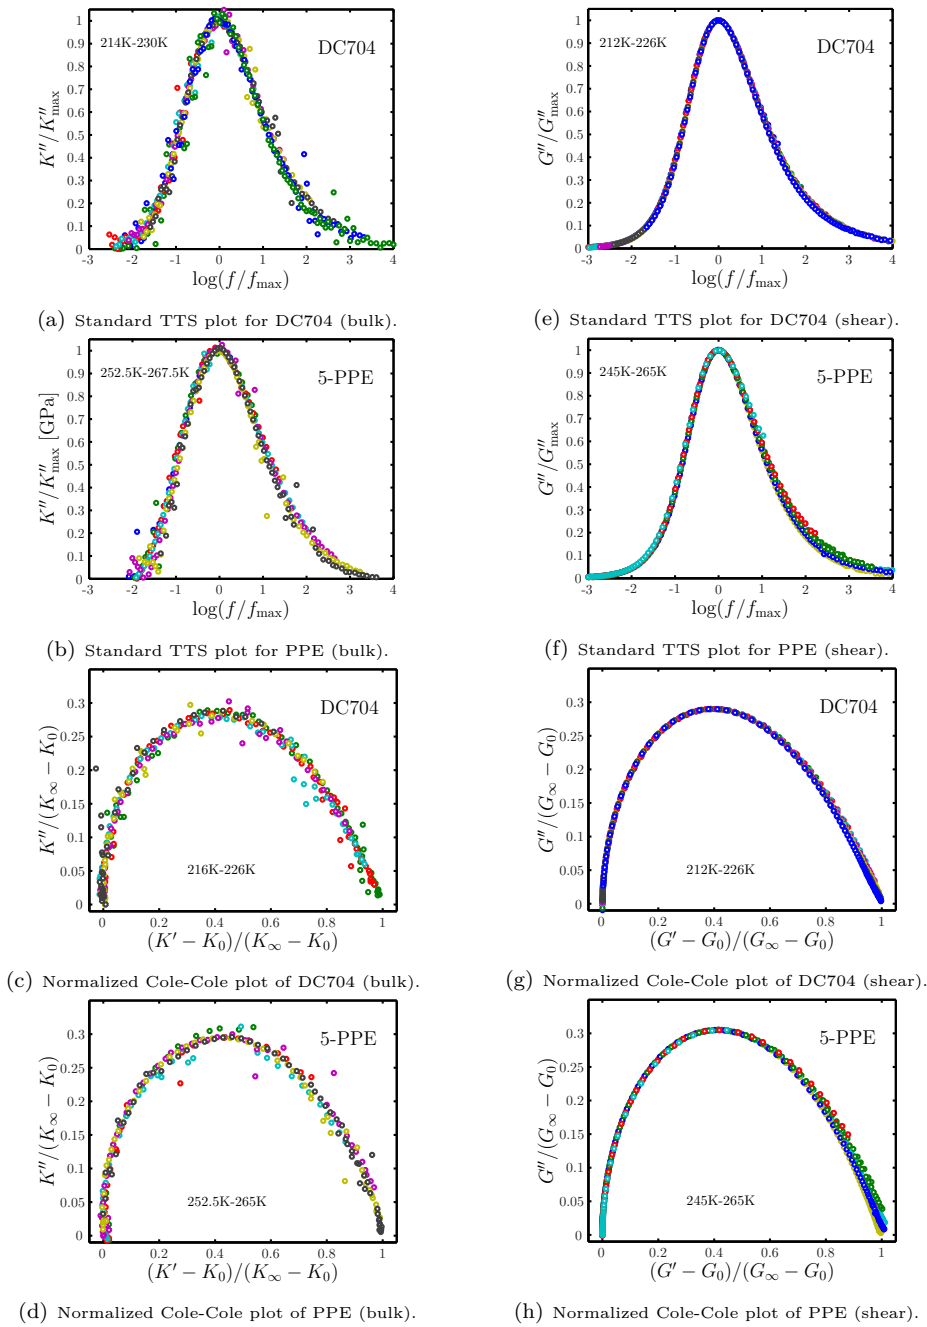 K''/K''max
1
0.9
0.8
0.7
0.6
0.5
0.4
0.3
0.2
0.1
0
214K-230K
DC704
-3 -2 -1 0 1 2 3 4
log(f/fmax)
(a) Standard TTS plot for DC704 (bulk).
G''/G''max
1
0.9
0.8
0.7
0.6
0.5
0.4
0.3
0.2
0.1
0
212K-226K
DC704
-3 -2 -1 0 1 2 3 4
log(f/fmax)
(e) Standard TTS plot for DC704 (shear).
K''/K''max [GPa]
1
0.9
0.8
0.7
0.6
0.5
0.4
0.3
0.2
0.1
0
252.5K-267.5K
5-PPE
-3 -2 -1 0 1 2 3 4
log(f/fmax)
(b) Standard TTS plot for PPE (bulk).
G''/G''max
1
0.9
0.8
0.7
0.6
0.5
0.4
0.3
0.2
0.1
0
245K-265K
5-PPE
-3 -2 -1 0 1 2 3 4
log(f/fmax)
(f) Standard TTS plot for PPE (shear).
K''/(K∞ − K0)
0.3
0.25
0.2
0.15
0.1
0.05
0
DC704
216K-226K
0 0.2 0.4 0.6 0.8 1
(K' − K0)/(K∞ − K0)
(c) Normalized Cole-Cole plot of DC704 (bulk).
G''/(G∞ − G0)
0.3
0.25
0.2
0.15
0.1
0.05
0
DC704
212K-226K
0 0.2 0.4 0.6 0.8 1
(G' − G0)/(G∞ − G0)
(g) Normalized Cole-Cole plot of DC704 (shear).
K''/(K∞ − K0)
0.3
0.25
0.2
0.15
0.1
0.05
0
5-PPE
252.5K-265K
0 0.2 0.4 0.6 0.8 1
(K' − K0)/(K∞ − K0)
(d) Normalized Cole-Cole plot of PPE (bulk).
G''/(G∞ − G0)
0.3
0.25
0.2
0.15
0.1
0.05
0
5-PPE
245K-265K
0 0.2 0.4 0.6 0.8 1
(G' − G0)/(G∞ − G0)
(h) Normalized Cole-Cole plot of PPE (shear).